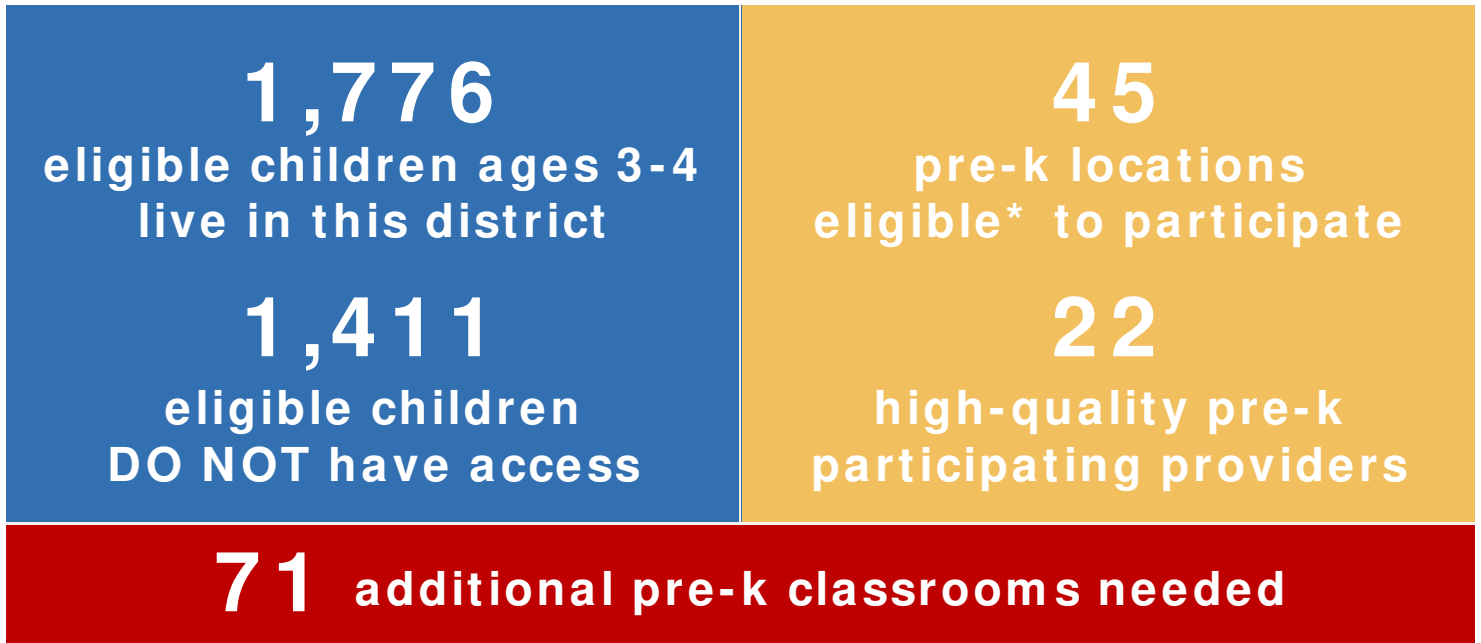 1,776
eligible children ages 3-4
live in this district
1,411
eligible children
DO NOT have access
45
pre-k locations
eligible* to participate
22
high-quality pre-k
participating providers
71 additional pre-k classrooms needed